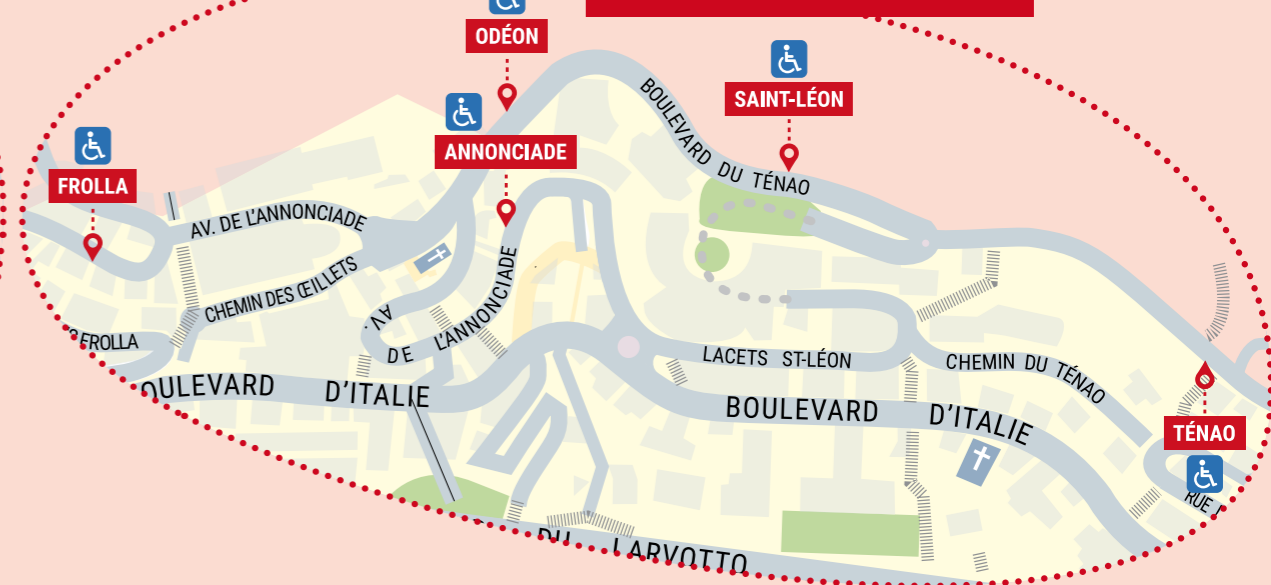 ODÉON
SAINT-LÉON
ANNONCIADE
FROLLA
BOULEVARD DU TÉNAO
AV. DE L'ANNONCIADE
CHEMIN DES ŒILLETS
AV. DE L'ANNONCIADE
FROLLA
LACETS ST-LÉON
CHEMIN DU TÉNAO
OULEVARD D'ITALIE
BOULEVARD D'ITALIE
TÉNAO
RUE
DU LARVOTTO